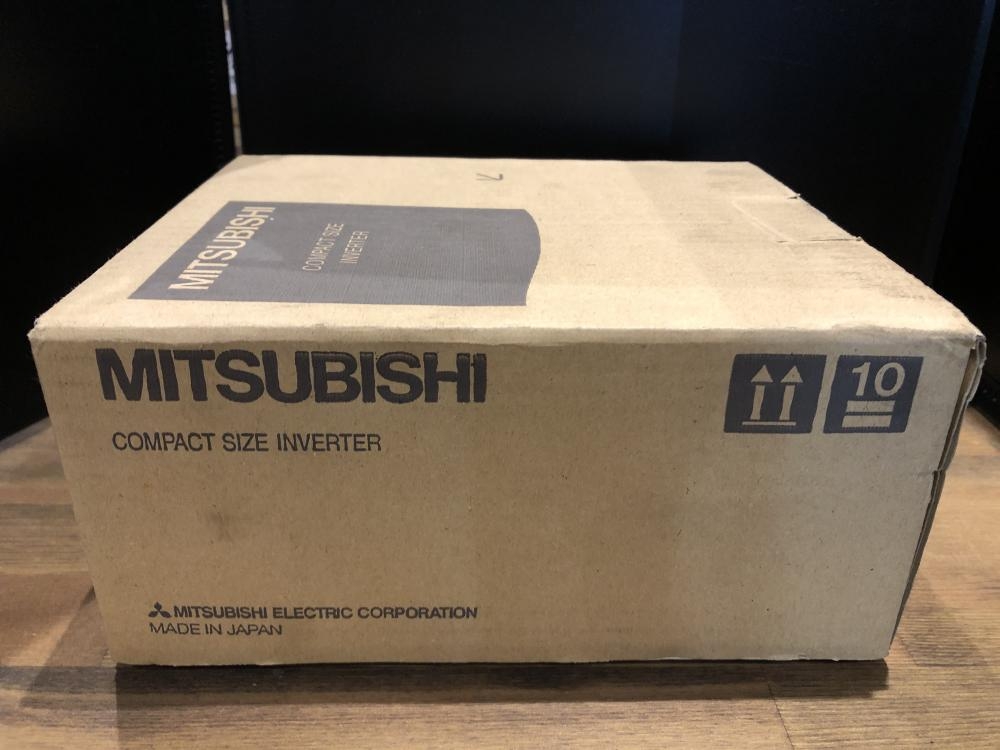 MITSUBISHI
COMPACT SIZE
INVERTER
MITSUBISHI
COMPACT SIZE INVERTER
10
MITSUBISHI ELECTRIC CORPORATION
MADE IN JAPAN